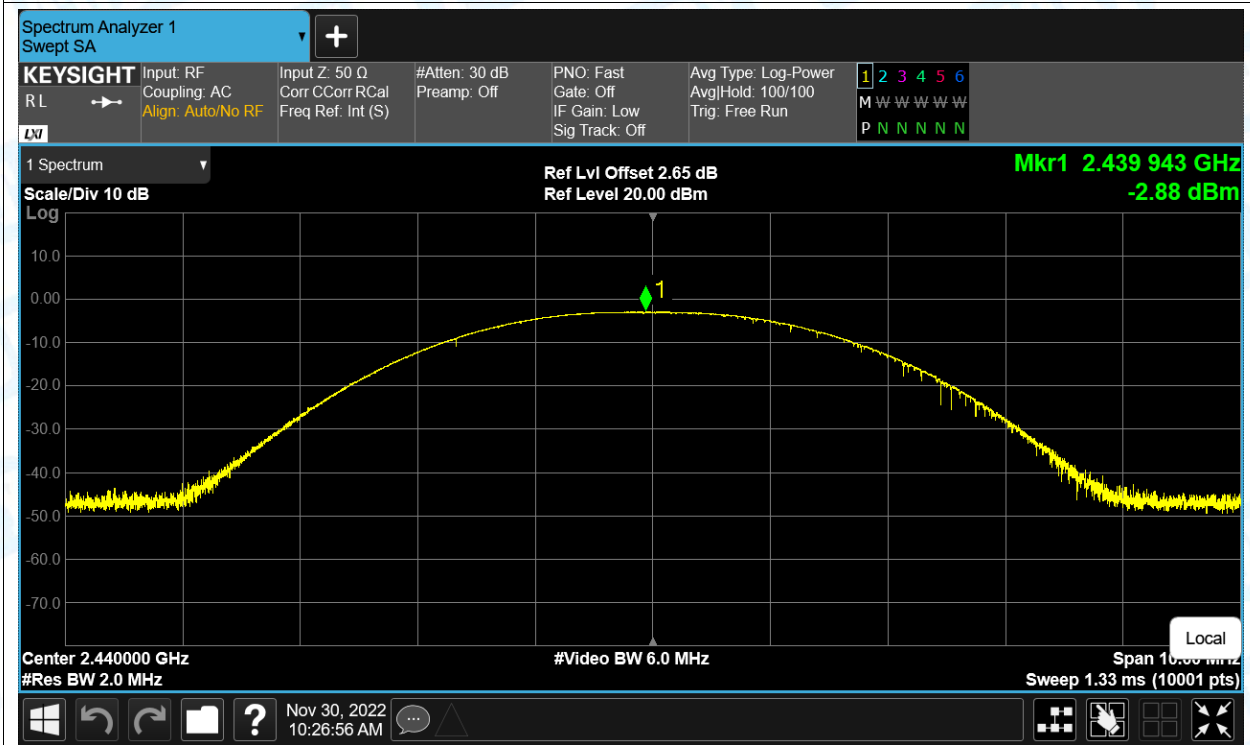 Spectrum Analyzer 1
Swept SA
KEYSIGHT
R L
LXI
Input: RF
Coupling: AC
Align: Auto/No RF
Input Z: 50 Ω
Corr CCorr RCal
Freq Ref: Int (S)
#Atten: 30 dB
Preamp: Off
PNO: Fast
Gate: Off
IF Gain: Low
Sig Track: Off
Avg Type: Log-Power
Avg|Hold: 100/100
Trig: Free Run
1 2 3 4 5 6
M W W W W W
P N N N N N
1 Spectrum
Scale/Div 10 dB
Log
Ref Lvl Offset 2.65 dB
Ref Level 20.00 dBm
Mkr1 2.439 943 GHz
-2.88 dBm
10.0
0.00
1
-10.0
-20.0
-30.0
-40.0
-50.0
-60.0
-70.0
Local
Center 2.440000 GHz
#Video BW 6.0 MHz
Span 10.00 MHz
#Res BW 2.0 MHz
Sweep 1.33 ms (10001 pts)
?
Nov 30, 2022
10:26:56 AM